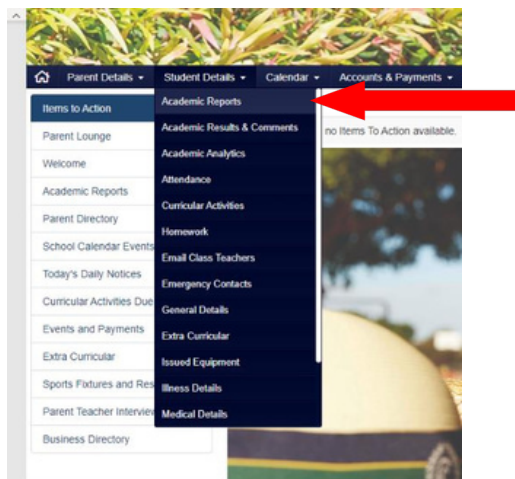 Parent Details Student Details Calendar Accounts & Payments
Items to Action
Parent Lounge
Welcome
Academic Reports
Parent Directory
School Calendar Events
Today's Daily Notices
Curricular Activities Due
Events and Payments
Extra Curricular
Sports Fixtures and Res
Parent Teacher Interview
Business Directory
Academic Reports
Academic Results & Comments
Academic Analytics
Attendance
Curricular Activities
Homework
Email Class Teachers
Emergency Contacts
General Details
Extra Curricular
Issued Equipment
Illness Details
Medical Details
no Items To Action available.